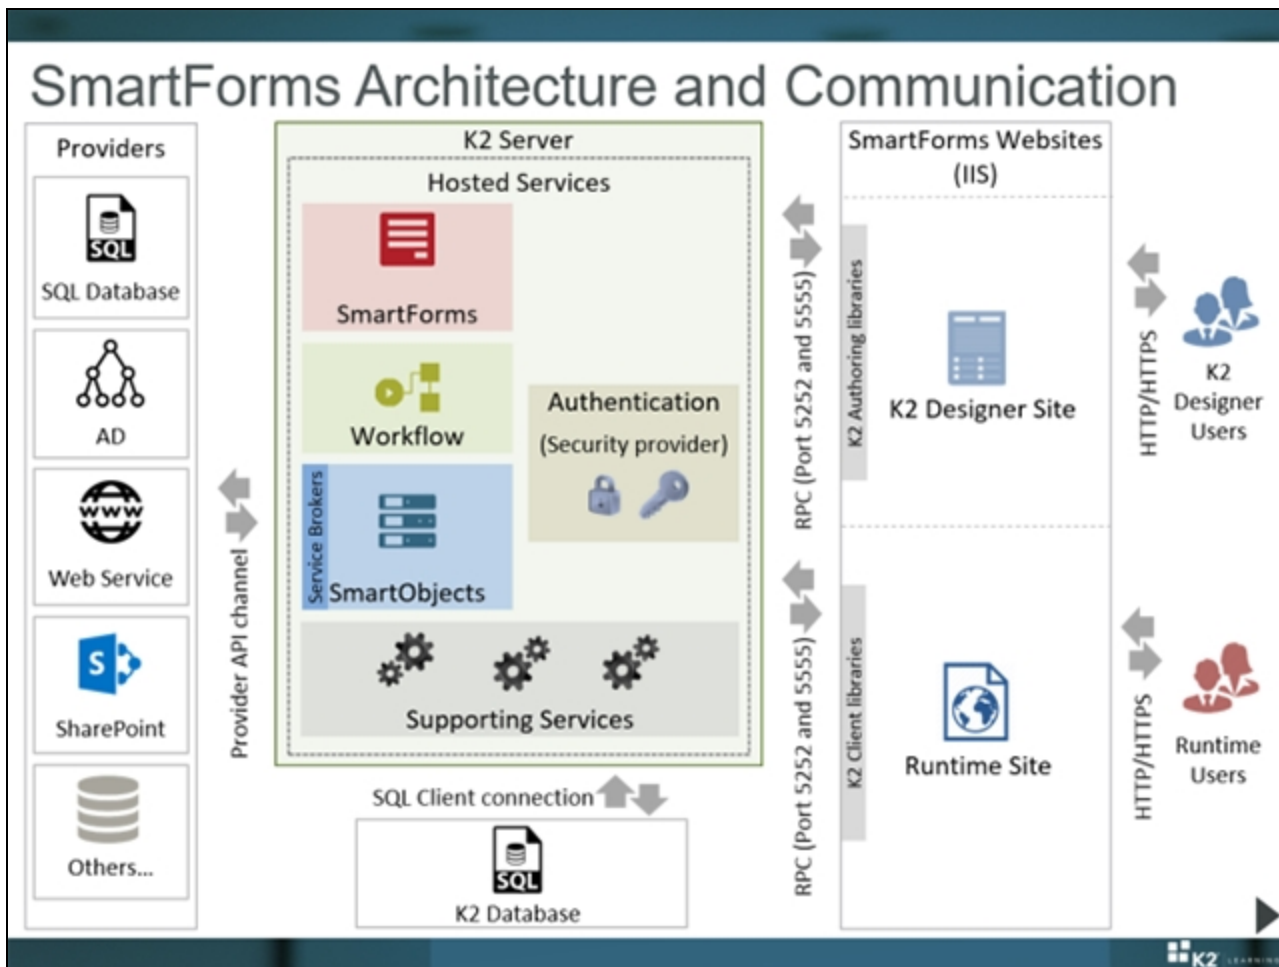 SmartForms Architecture and Communication
Providers
SQL
SQL Database
AD
WWW
Web Service
S
SharePoint
Others...
Provider API channel
K2 Server
Hosted Services
SmartForms
Workflow
Service Brokers
SmartObjects
Authentication
(Security provider)
Supporting Services
SQL Client connection
SQL
K2 Database
RPC (Port 5252 and 5555)
RPC (Port 5252 and 5555)
SmartForms Websites
(IIS)
K2 Authoring libraries
K2 Designer Site
K2 Client libraries
Runtime Site
HTTP/HTTPS
K2
Designer
Users
HTTP/HTTPS
Runtime
Users
K2 LEARNING